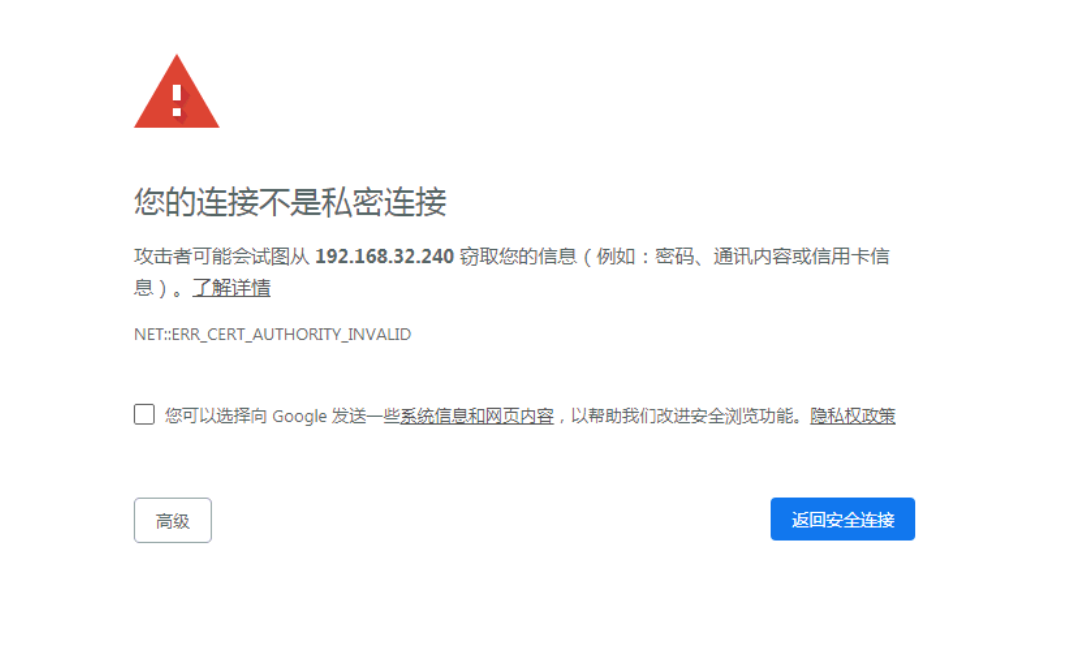 您的连接不是私密连接
攻击者可能会试图从 192.168.32.240 窃取您的信息（例如：密码、通讯内容或信用卡信
息）。了解详情
NET::ERR_CERT_AUTHORITY_INVALID
您可以选择向 Google 发送一些系统信息和网页内容，以帮助我们改进安全浏览功能。隐私权政策
高级
返回安全连接